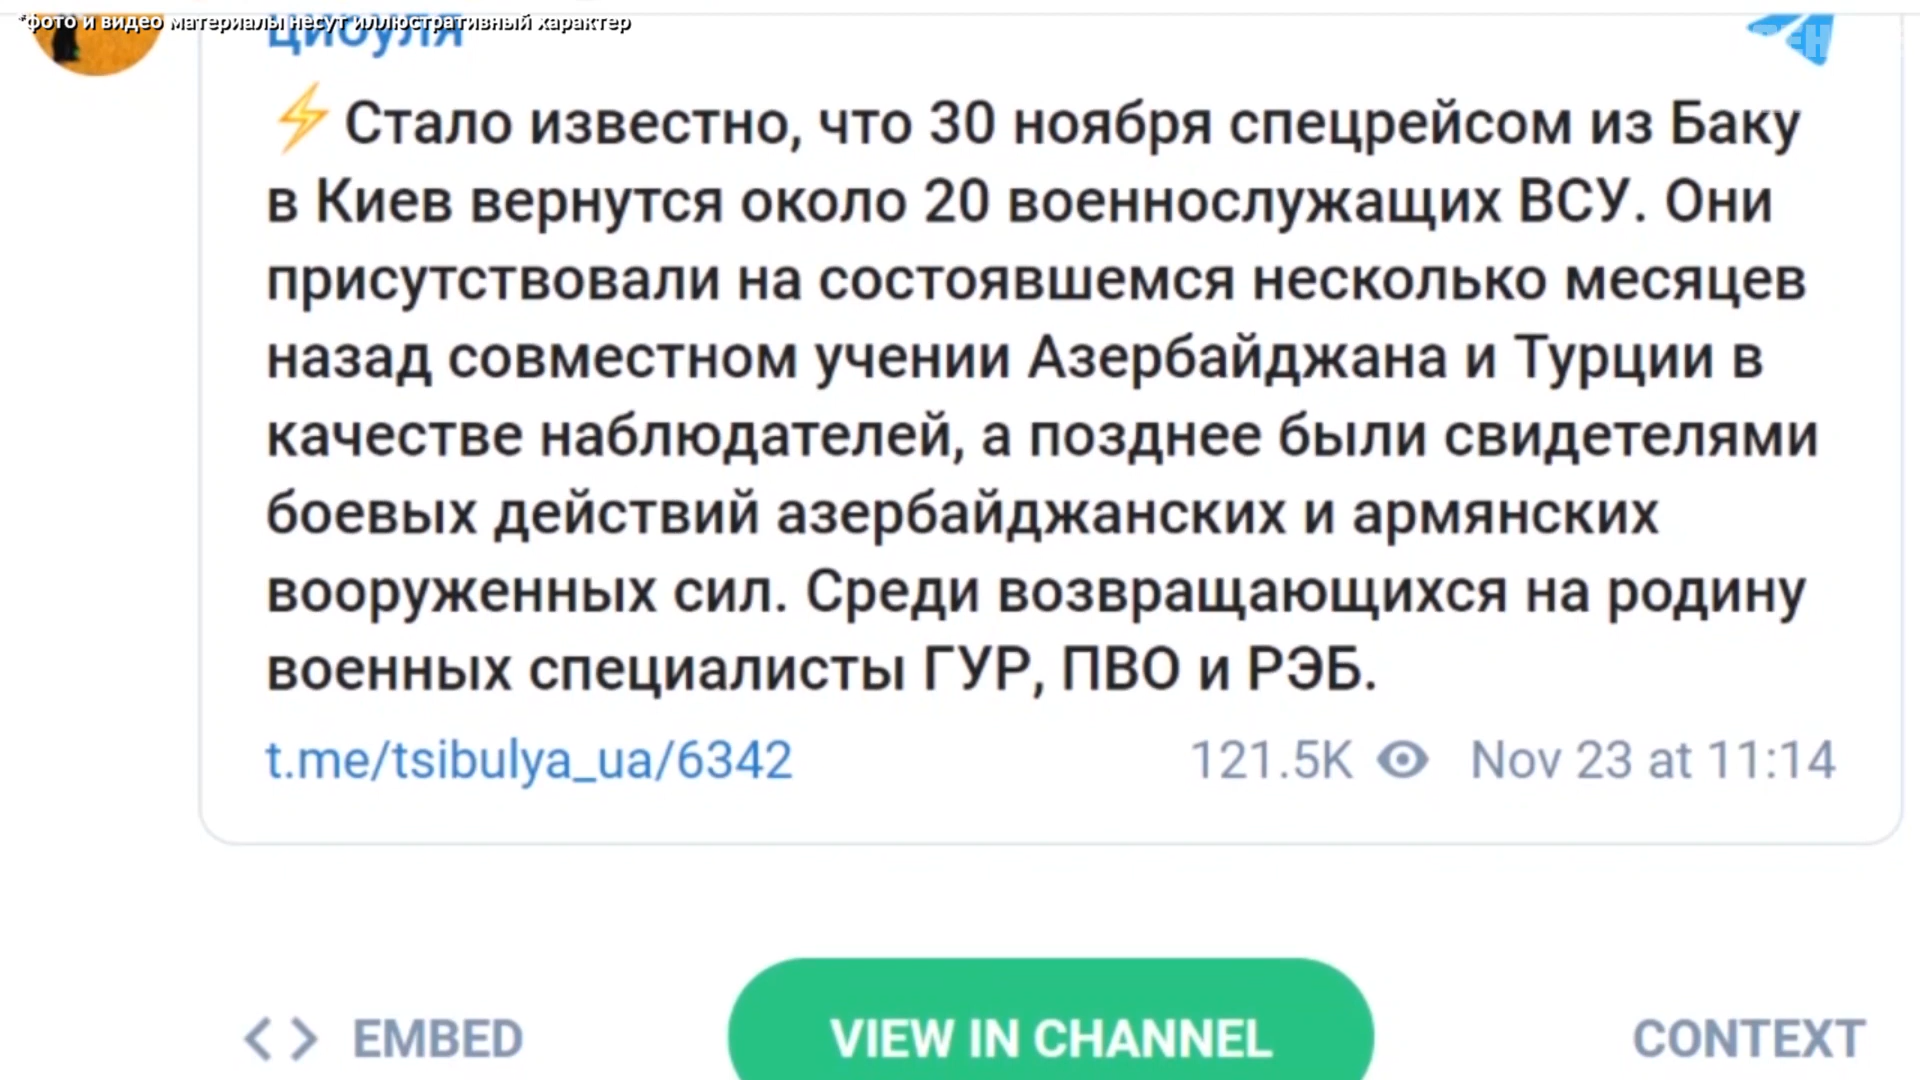 *фото и видео материалы несут иллюстративный характер
цибуля
⚡ Стало известно, что 30 ноября спецрейсом из Баку
в Киев вернутся около 20 военнослужащих ВСУ. Они
присутствовали на состоявшемся несколько месяцев
назад совместном учении Азербайджана и Турции в
качестве наблюдателей, а позднее были свидетелями
боевых действий азербайджанских и армянских
вооруженных сил. Среди возвращающихся на родину
военных специалисты ГУР, ПВО и РЭБ.
t.me/tsibulya_ua/6342 121.5K Nov 23 at 11:14
<> EMBED VIEW IN CHANNEL CONTEXT